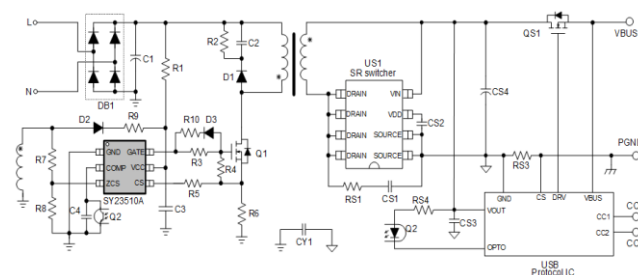 L
N
DB1
C1
R1
R2
C2
D1
US1
SR switcher
DRAIN
VIN
DRAIN
VDD
DRAIN
SOURCE
DRAIN
SOURCE
CS2
CS4
QS1
VBUS
D2
R9
R10
D3
R7
GND
GATE
COMP
VCC
ZCS
CS
SY23510A
R3
R4
R5
Q1
R8
C4
Q2
C3
R6
CY1
RS1
CS1
RS3
PGND
RS4
CS3
Q2
GND
CS
DRV
VBUS
VOUT
OPTO
CC1
CC2
USB
Protocal IC